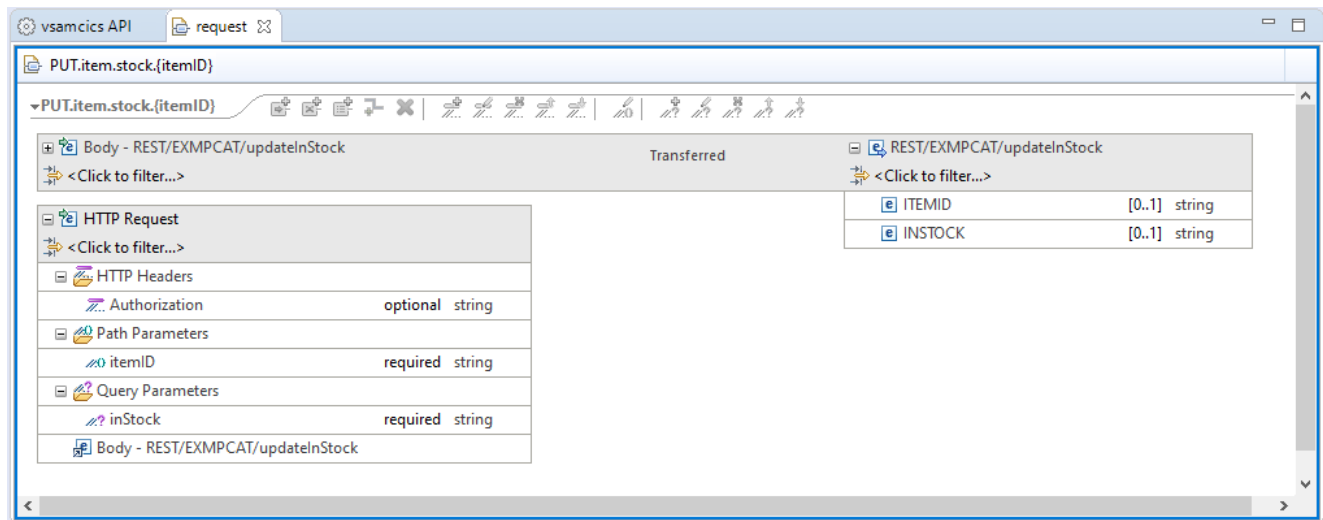 vsamcics API request
PUT.item.stock.{itemID}
PUT.item.stock.{itemID}
Body - REST/EXMPCAT/updateInStock
<Click to filter...>
Transferred
REST/EXMPCAT/updateInStock
<Click to filter...>
ITEMID [0..1] string
INSTOCK [0..1] string
HTTP Request
<Click to filter...>
HTTP Headers
Authorization optional string
Path Parameters
itemID required string
Query Parameters
inStock required string
Body - REST/EXMPCAT/updateInStock